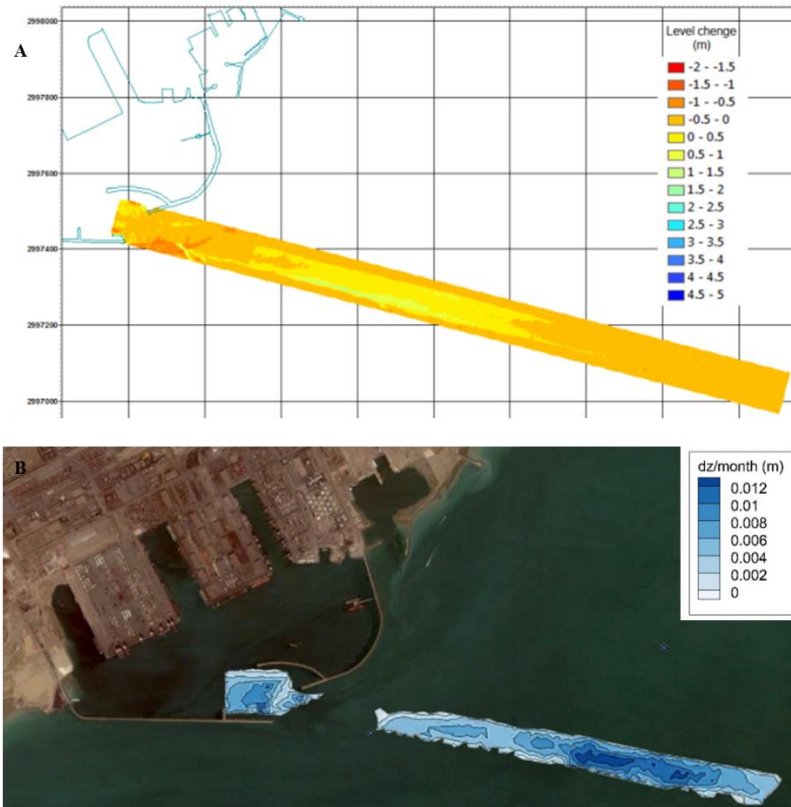 A
2998000
2997800
2997600
2997400
2997200
2997000
Level chenge
(m)
-2 - -1.5
-1.5 - -1
-1 - -0.5
-0.5 - 0
0 - 0.5
0.5 - 1
1 - 1.5
1.5 - 2
2 - 2.5
2.5 - 3
3 - 3.5
3.5 - 4
4 - 4.5
4.5 - 5
B
dz/month (m)
0.012
0.01
0.008
0.006
0.004
0.002
0